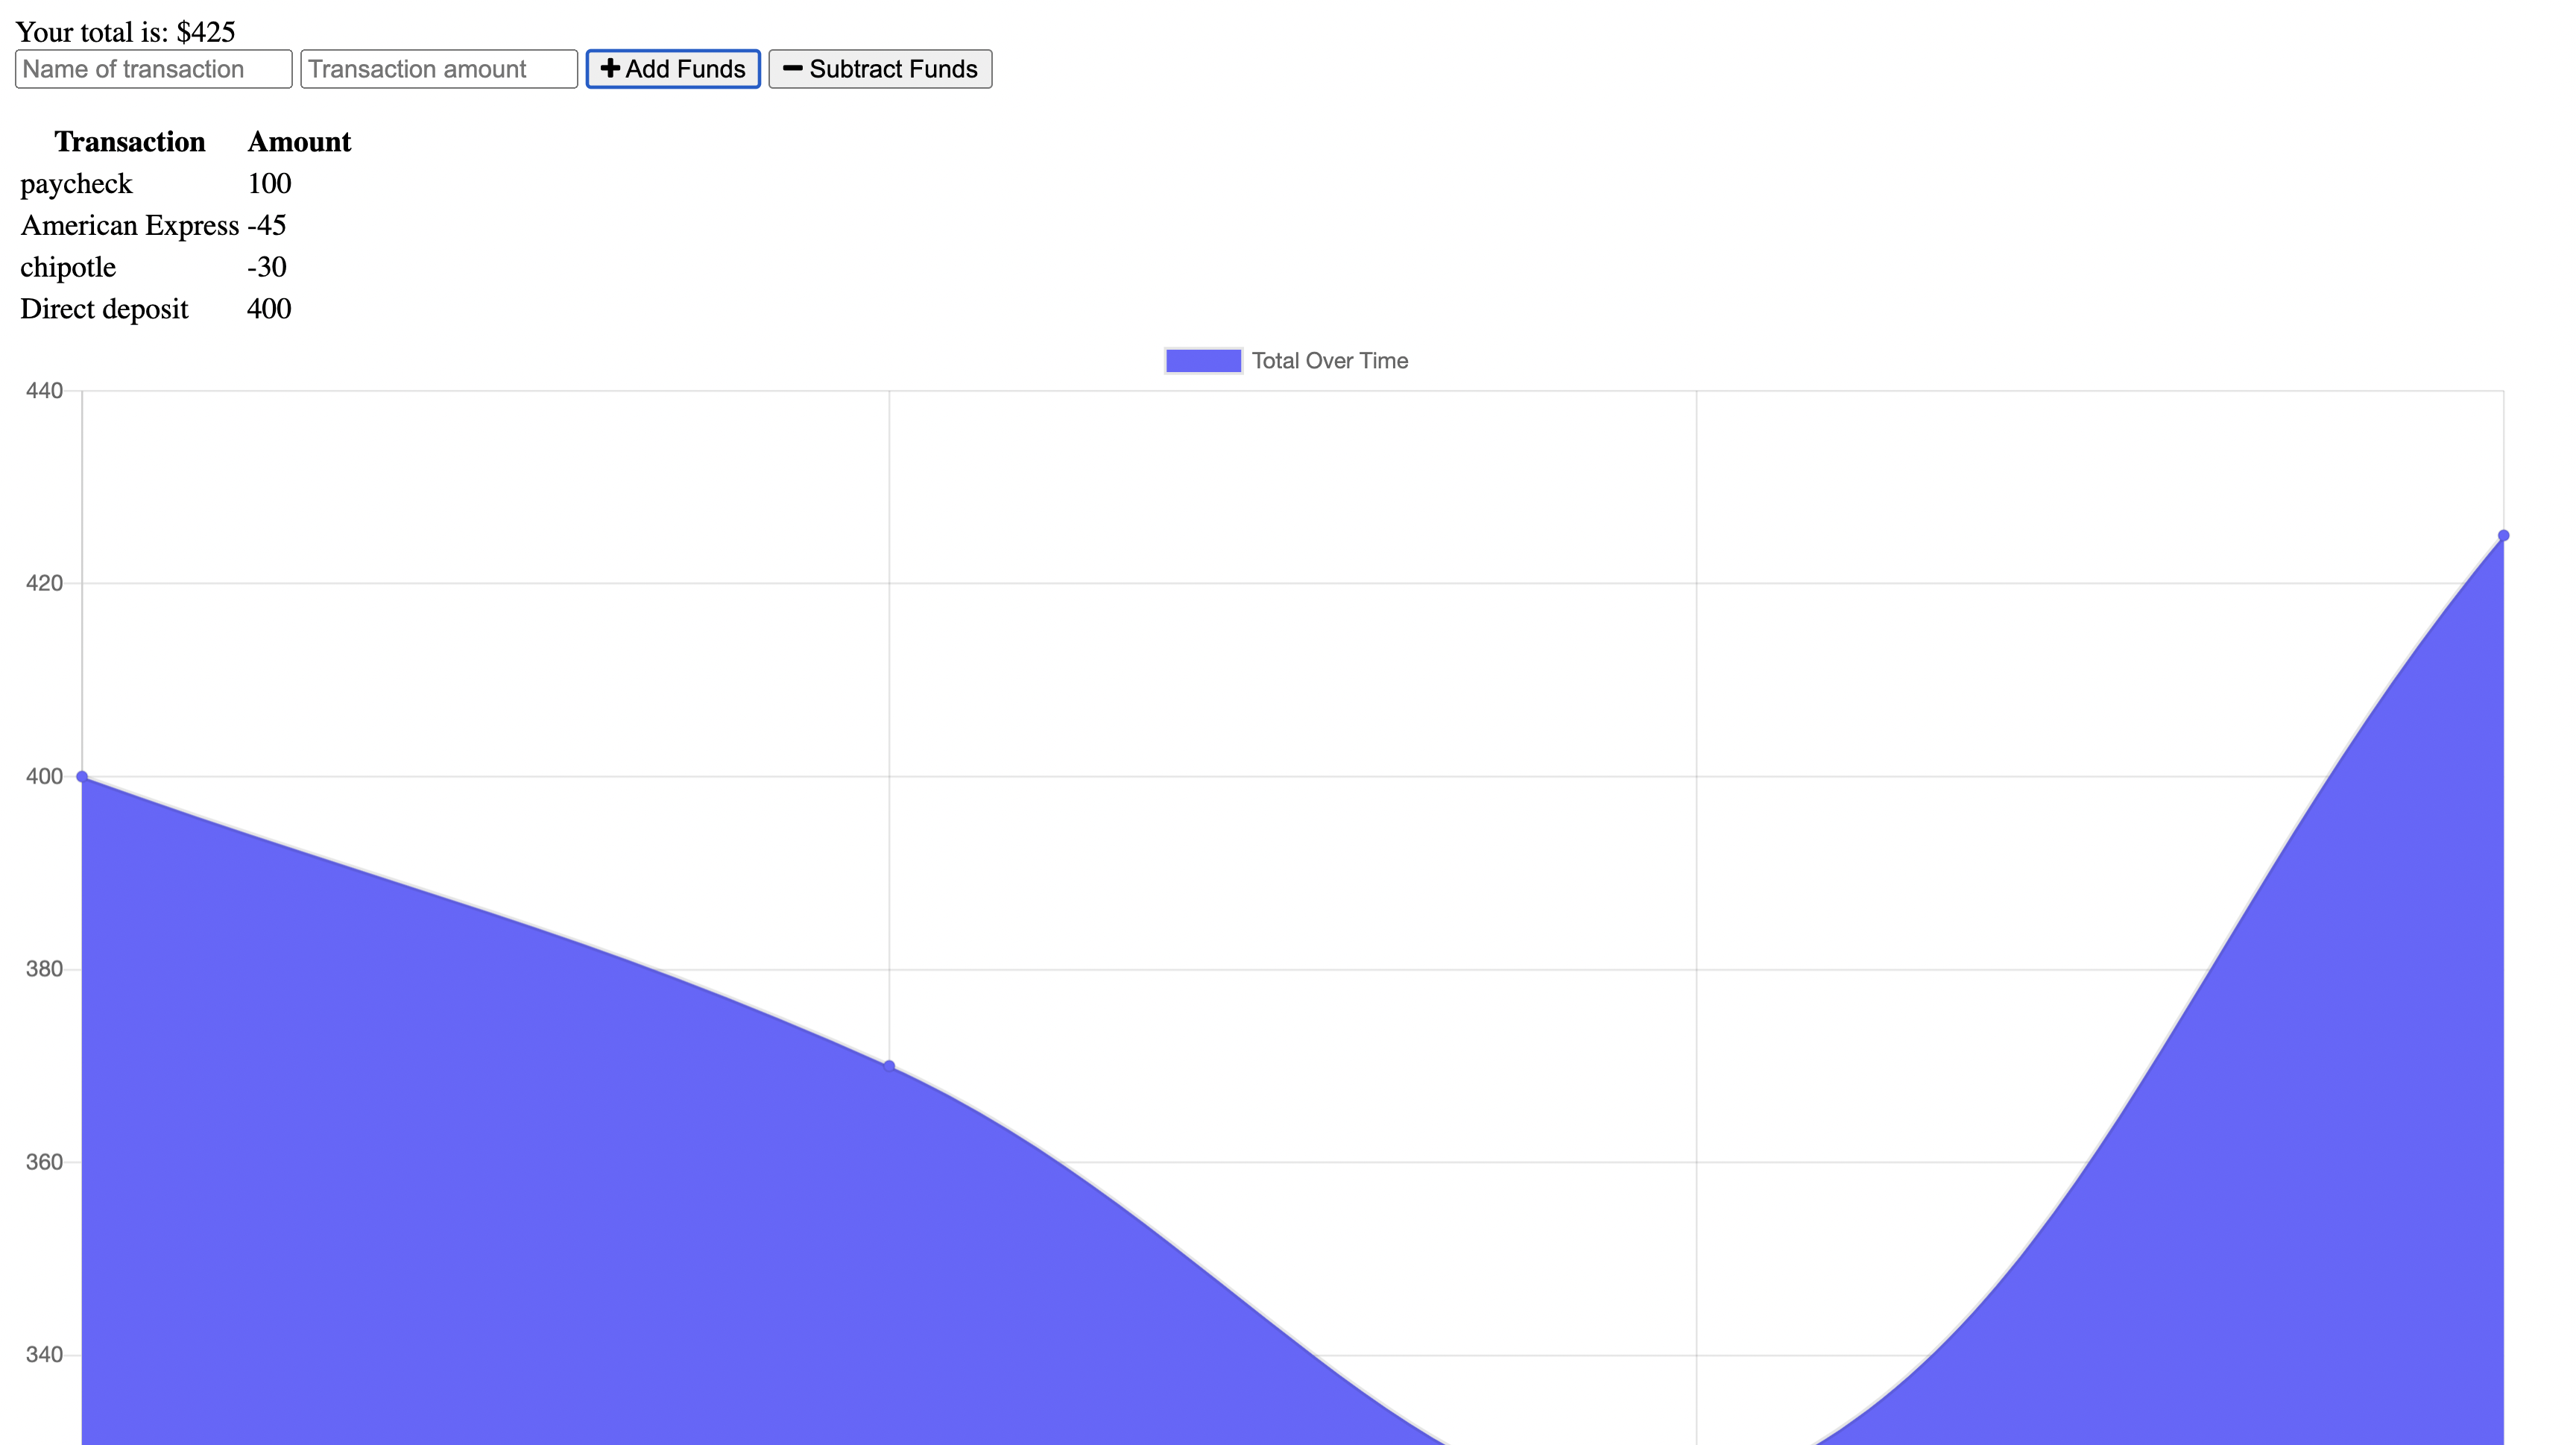 Your total is: $425
Name of transaction Transaction amount + Add Funds − Subtract Funds
Transaction Amount
paycheck 100
American Express -45
chipotle -30
Direct deposit 400
Total Over Time
440
420
400
380
360
340